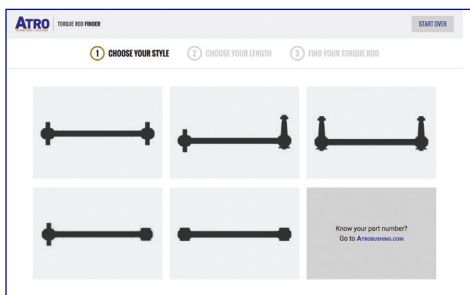 ATRO TORQUE ROD FINDER
START OVER
1 CHOOSE YOUR STYLE 2 CHOOSE YOUR LENGTH 3 FIND YOUR TORQUE ROD
Know your part number?
Go to ATROBUSHING.COM